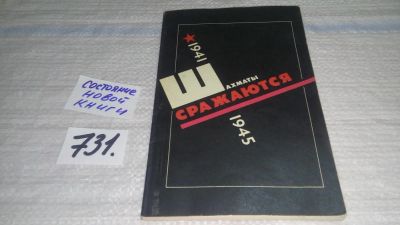 СОСТОЯНИЕ
НОВОЙ
КНИГИ
731.
1941
ШАХМАТЫ
СРАЖАЮТСЯ
1945